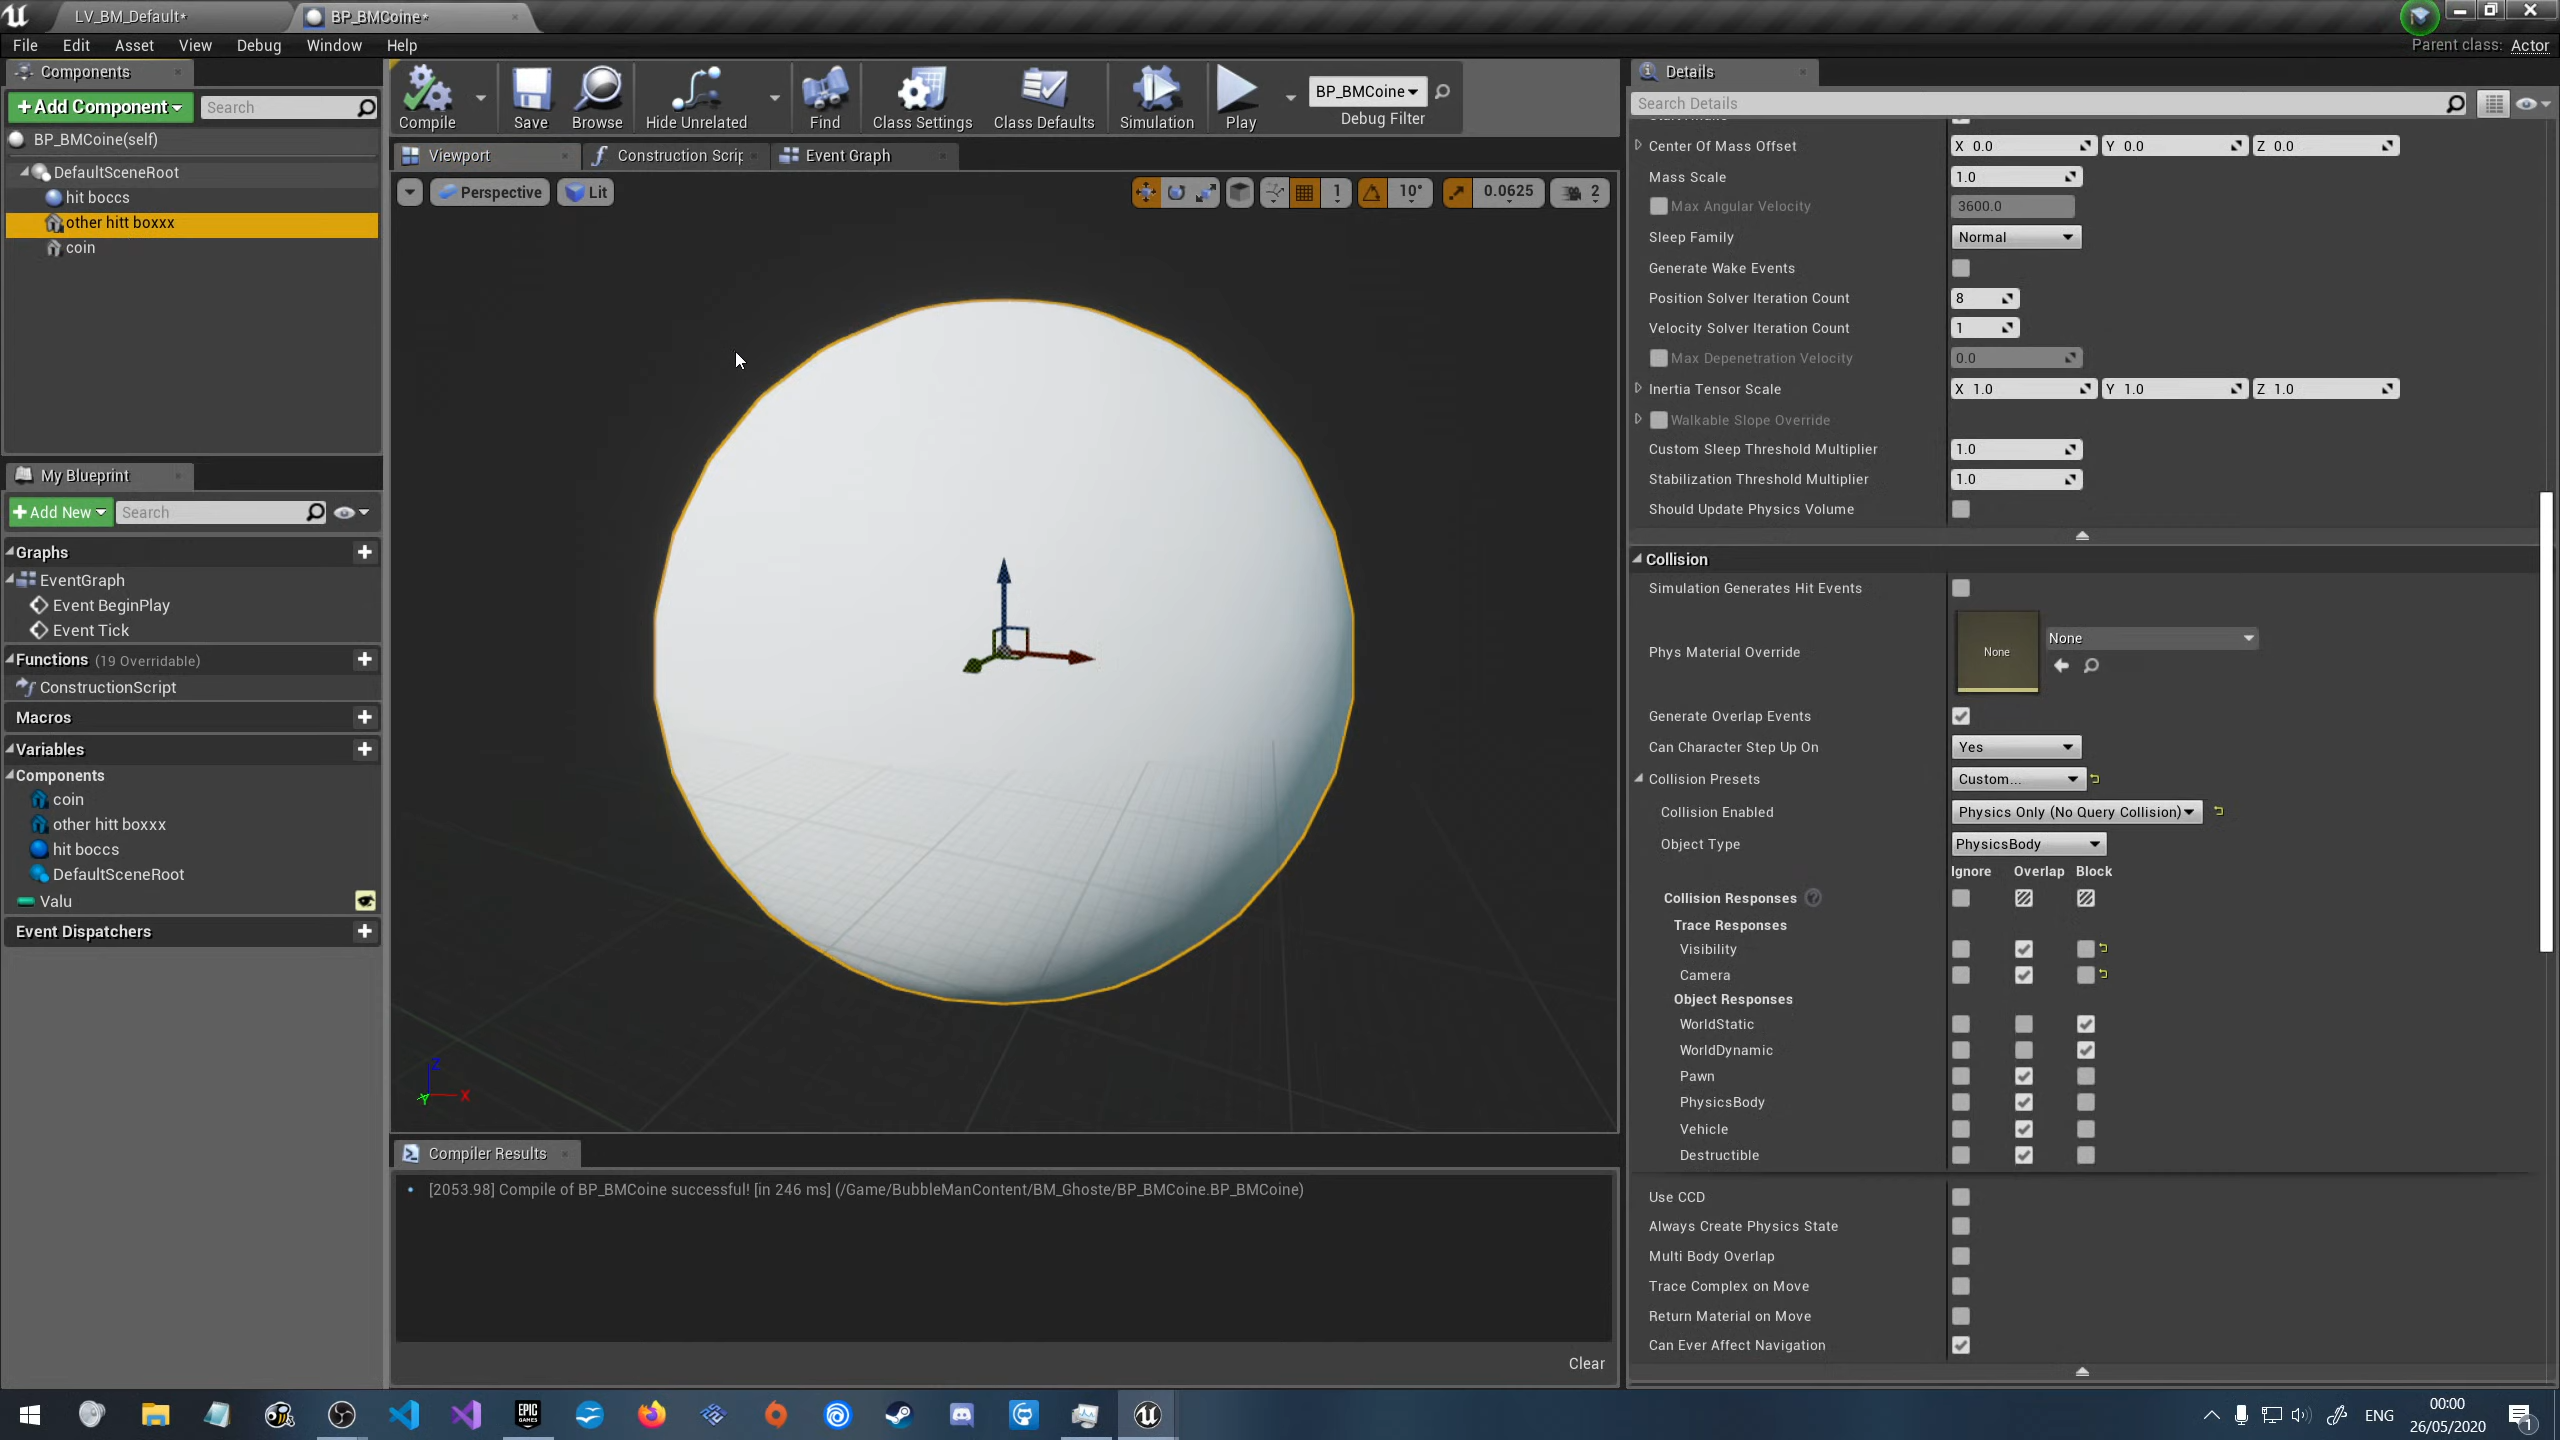 LV_BM_Default*
BP_BMCoine*
File Edit Asset View Debug Window Help
Parent class: Actor
Components
Add Component
Search
BP_BMCoine(self)
DefaultSceneRoot
hit boccs
other hitt boxxx
coin
My Blueprint
Add New
Search
Graphs
EventGraph
Event BeginPlay
Event Tick
Functions (19 Overridable)
ConstructionScript
Macros
Variables
Components
coin
other hitt boxxx
hit boccs
DefaultSceneRoot
Valu
Event Dispatchers
Compile
Save
Browse
Hide Unrelated
Find
Class Settings
Class Defaults
Simulation
Play
BP_BMCoine
Debug Filter
Viewport
Construction Scrip
Event Graph
Perspective
Lit
1
10°
0.0625
2
Z
X
Y
Compiler Results
[2053.98] Compile of BP_BMCoine successful! [in 246 ms] (/Game/BubbleManContent/BM_Ghoste/BP_BMCoine.BP_BMCoine)
Clear
Details
Search Details
Center Of Mass Offset X 0.0 Y 0.0 Z 0.0
Mass Scale 1.0
Max Angular Velocity 3600.0
Sleep Family Normal
Generate Wake Events
Position Solver Iteration Count 8
Velocity Solver Iteration Count 1
Max Depenetration Velocity 0.0
Inertia Tensor Scale X 1.0 Y 1.0 Z 1.0
Walkable Slope Override
Custom Sleep Threshold Multiplier 1.0
Stabilization Threshold Multiplier 1.0
Should Update Physics Volume
Collision
Simulation Generates Hit Events
Phys Material Override None None
Generate Overlap Events
Can Character Step Up On Yes
Collision Presets Custom...
Collision Enabled Physics Only (No Query Collision)
Object Type PhysicsBody
Ignore Overlap Block
Collision Responses
Trace Responses
Visibility
Camera
Object Responses
WorldStatic
WorldDynamic
Pawn
PhysicsBody
Vehicle
Destructible
Use CCD
Always Create Physics State
Multi Body Overlap
Trace Complex on Move
Return Material on Move
Can Ever Affect Navigation
EPIC GAMES
ENG
00:00
26/05/2020
1